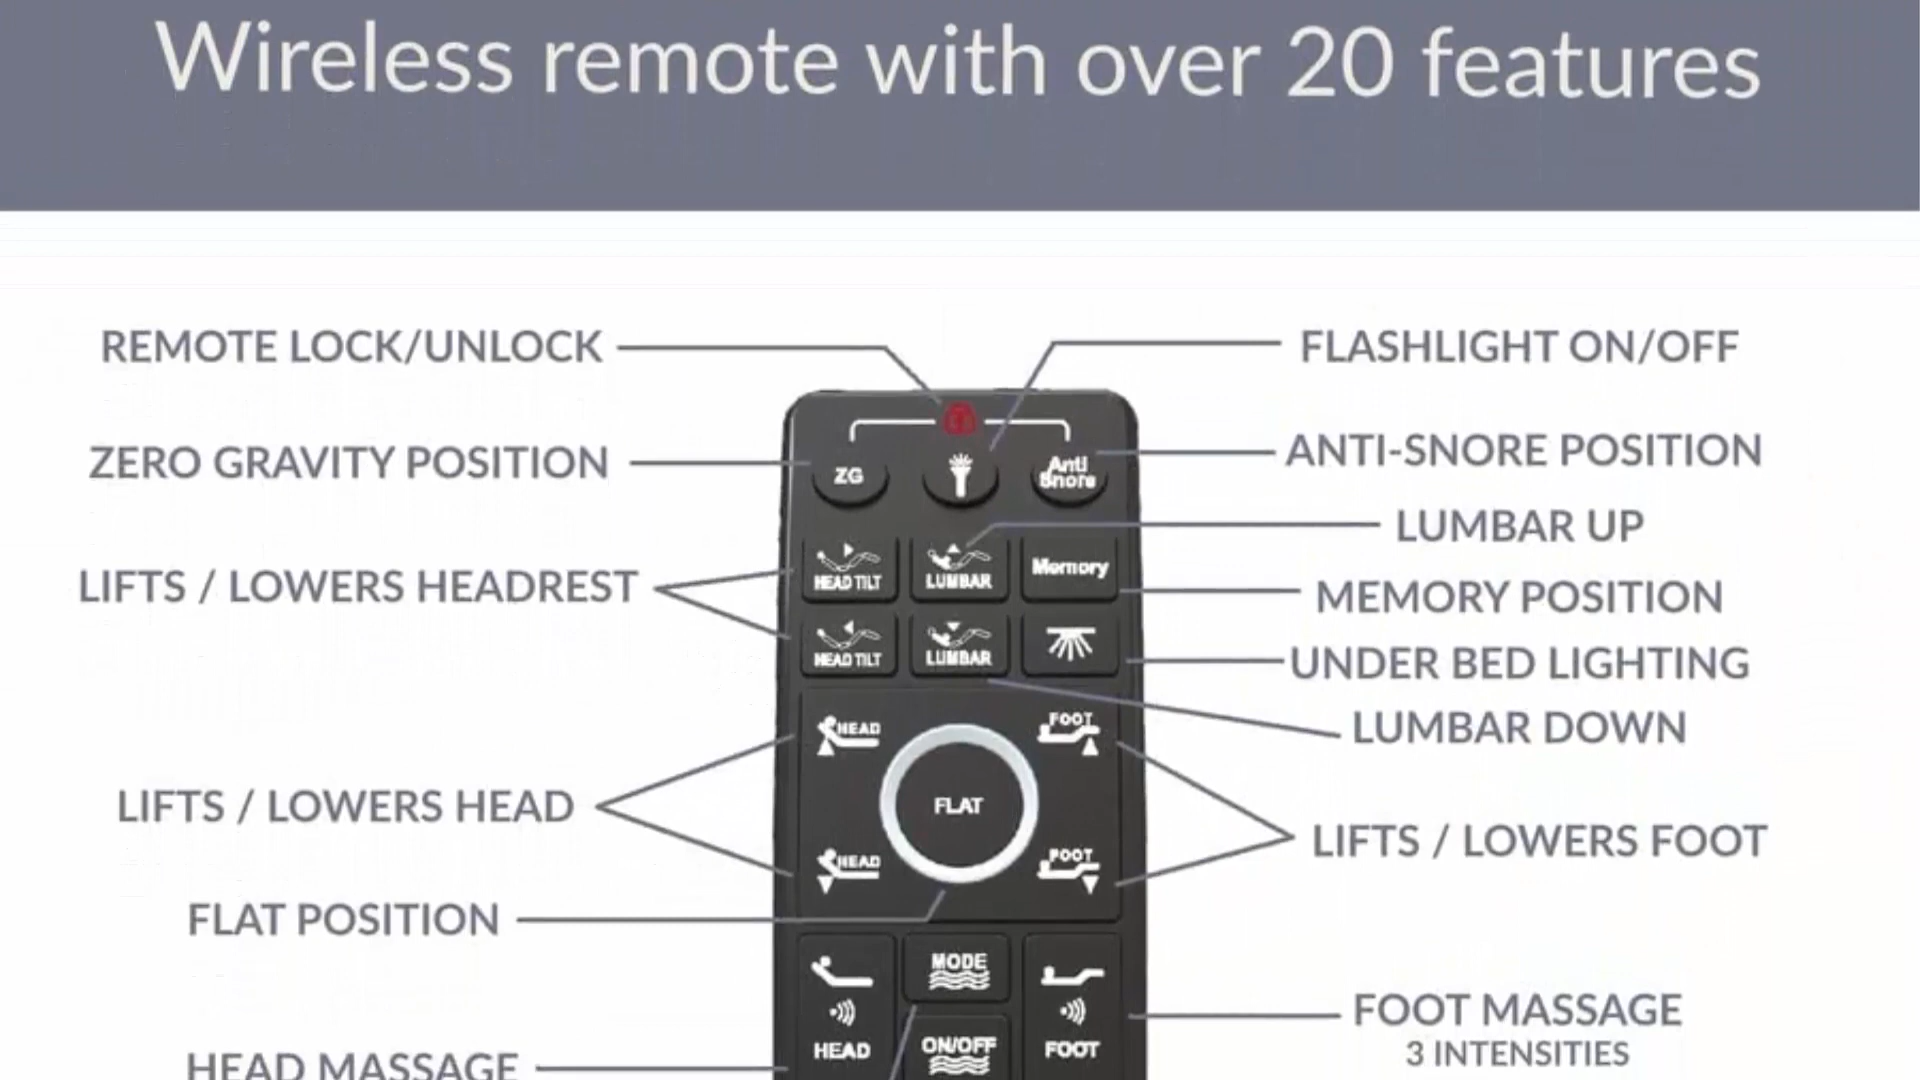 Wireless remote with over 20 features
REMOTE LOCK/UNLOCK
FLASHLIGHT ON/OFF
ZERO GRAVITY POSITION
ANTI-SNORE POSITION
ZG
Anti
Snore
LUMBAR UP
LIFTS / LOWERS HEADREST
HEAD TILT
LUMBAR
Memory
MEMORY POSITION
HEAD TILT
LUMBAR
UNDER BED LIGHTING
LUMBAR DOWN
HEAD
FOOT
LIFTS / LOWERS HEAD
FLAT
LIFTS / LOWERS FOOT
HEAD
FOOT
FLAT POSITION
MODE
FOOT MASSAGE
3 INTENSITIES
HEAD
ON/OFF
FOOT
HEAD MASSAGE